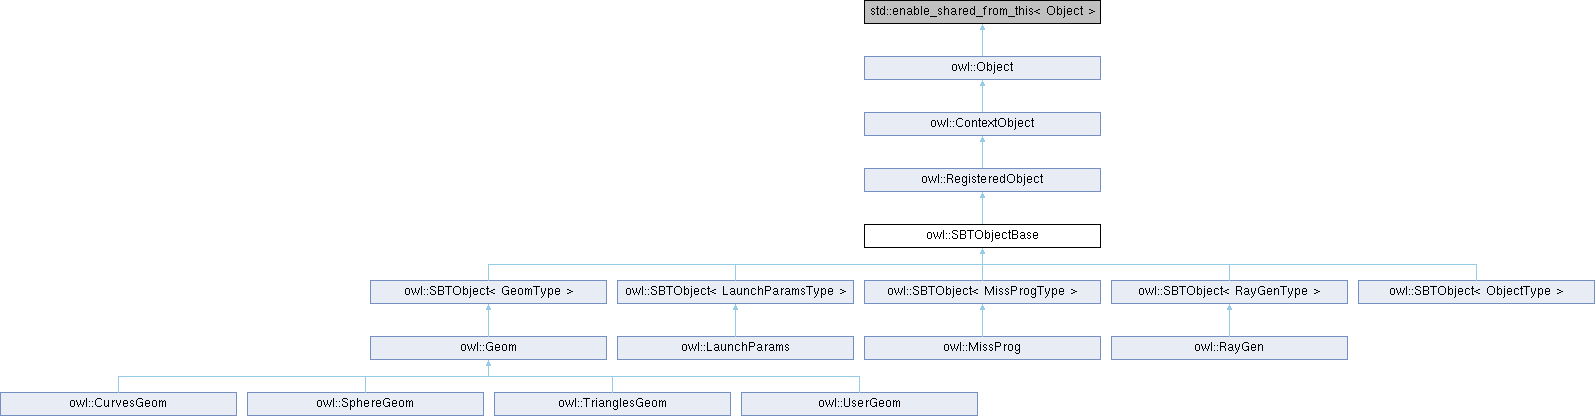 std::enable_shared_from_this< Object >
owl::Object
owl::ContextObject
owl::RegisteredObject
owl::SBTObjectBase
owl::SBTObject< GeomType >
owl::SBTObject< LaunchParamsType >
owl::SBTObject< MissProgType >
owl::SBTObject< RayGenType >
owl::SBTObject< ObjectType >
owl::Geom
owl::LaunchParams
owl::MissProg
owl::RayGen
owl::CurvesGeom
owl::SphereGeom
owl::TrianglesGeom
owl::UserGeom